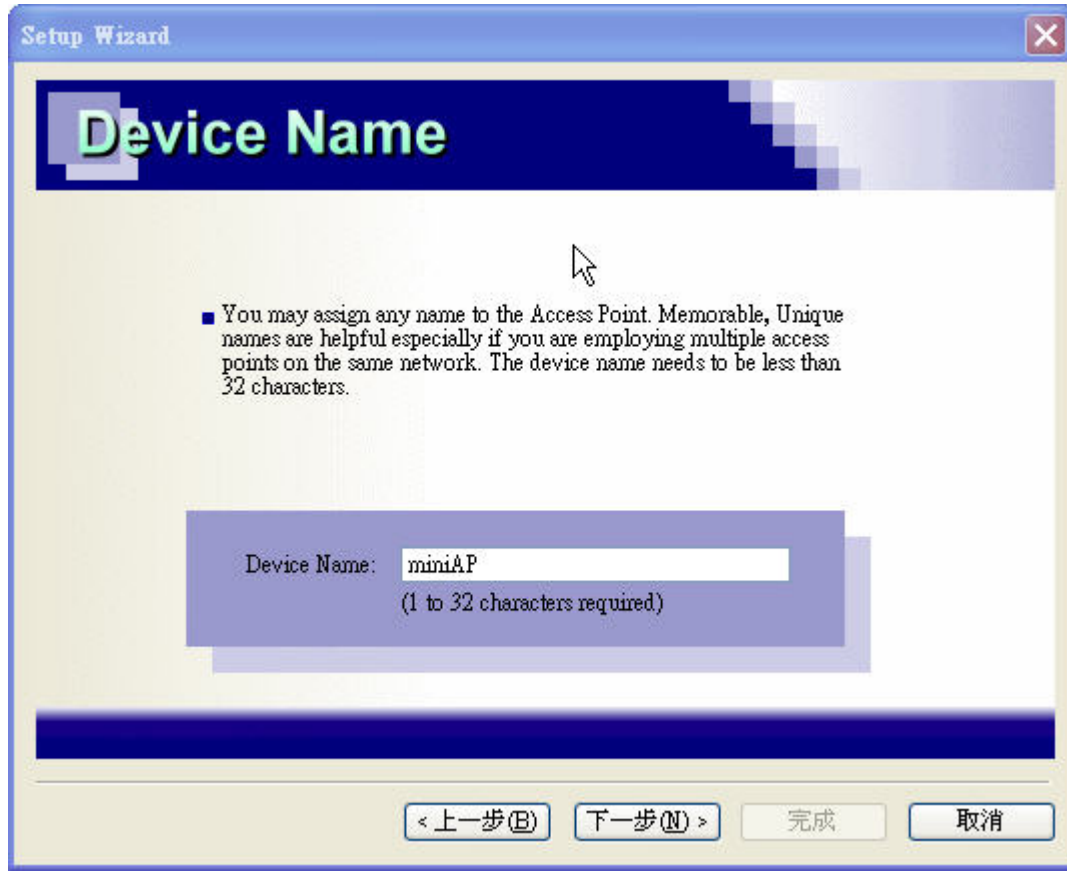 Setup Wizard
Device Name
You may assign any name to the Access Point. Memorable, Unique
names are helpful especially if you are employing multiple access
points on the same network. The device name needs to be less than
32 characters.
Device Name: miniAP
(1 to 32 characters required)
<上一步(B) 下一步(N)> 完成 取消